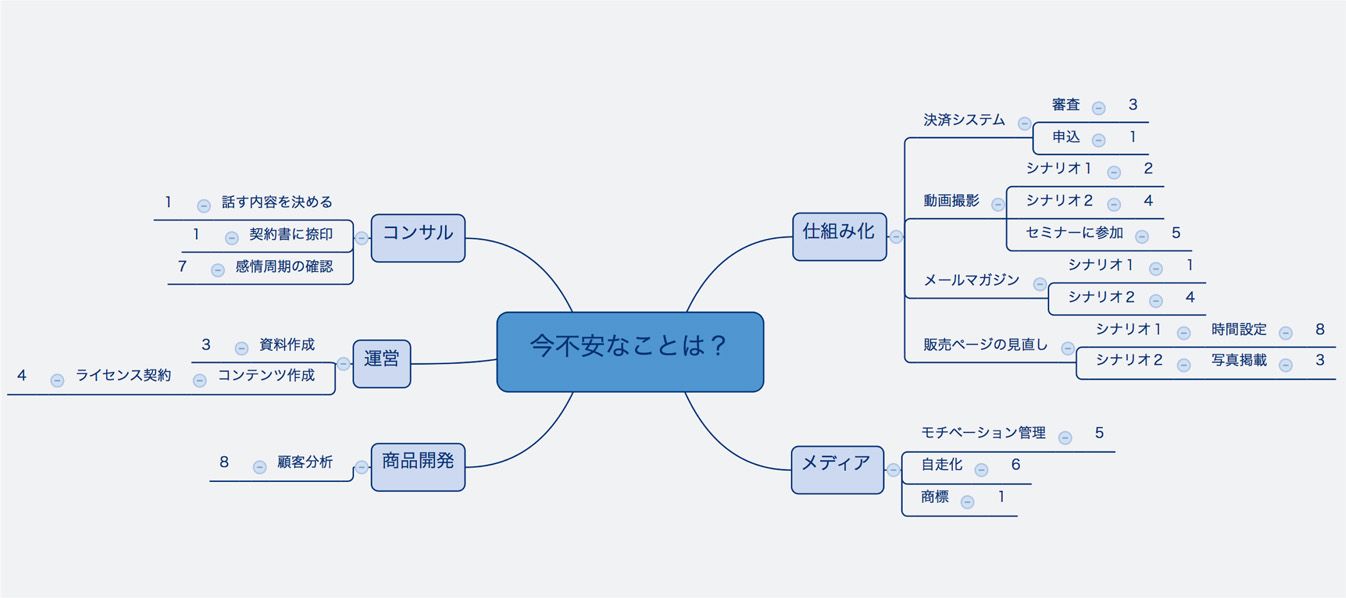 今不安なことは？
仕組み化
決済システム
審査 3
申込 1
動画撮影
シナリオ１ 2
シナリオ２ 4
セミナーに参加 5
メールマガジン
シナリオ１ 1
シナリオ２ 4
販売ページの見直し
シナリオ１ 時間設定 8
シナリオ２ 写真掲載 3
メディア
モチベーション管理 5
自走化 6
商標 1
コンサル
1 話す内容を決める
1 契約書に捺印
7 感情周期の確認
運営
3 資料作成
4 ライセンス契約 コンテンツ作成
商品開発
8 顧客分析